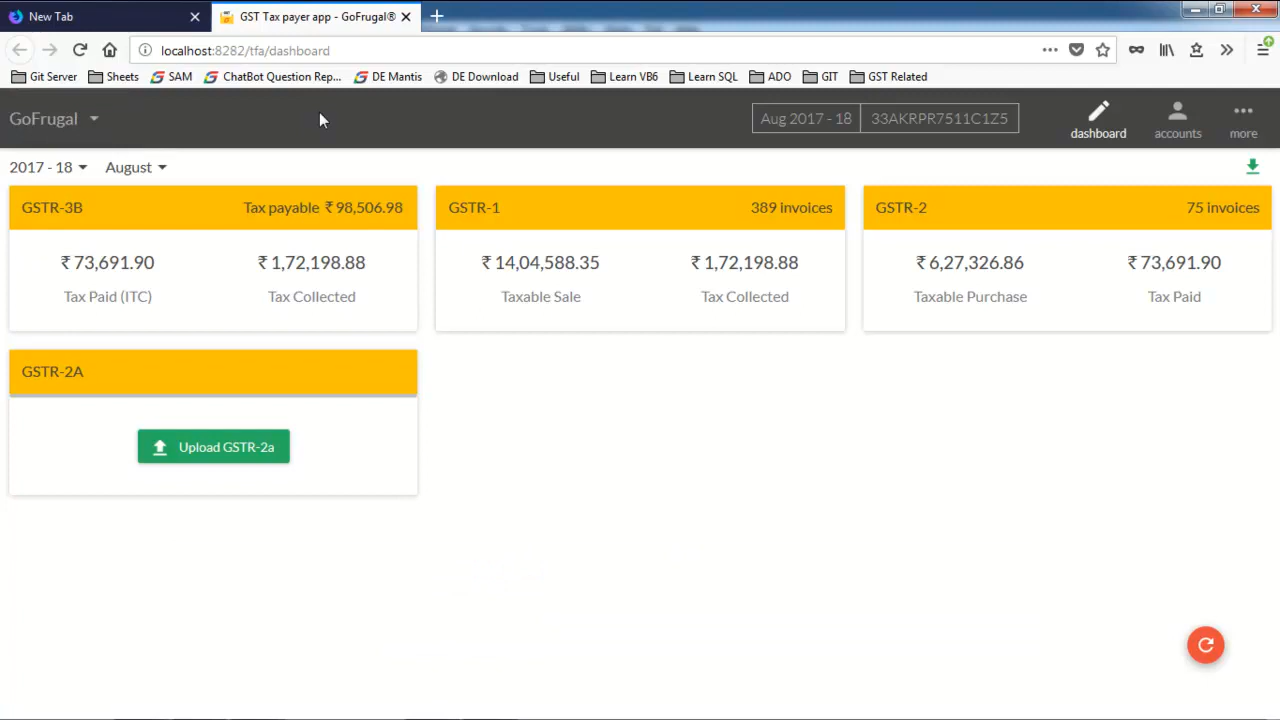 New Tab
GST Tax payer app - GoFrugal®
localhost:8282/tfa/dashboard
Git Server Sheets SAM ChatBot Question Rep... DE Mantis DE Download Useful Learn VB6 Learn SQL ADO GIT GST Related
GoFrugal Aug 2017 - 18 33AKRPR7511C1Z5 dashboard accounts more
2017 - 18 August
GSTR-3B Tax payable ₹ 98,506.98
₹ 73,691.90 ₹ 1,72,198.88
Tax Paid (ITC) Tax Collected
GSTR-1 389 invoices
₹ 14,04,588.35 ₹ 1,72,198.88
Taxable Sale Tax Collected
GSTR-2 75 invoices
₹ 6,27,326.86 ₹ 73,691.90
Taxable Purchase Tax Paid
GSTR-2A
Upload GSTR-2a